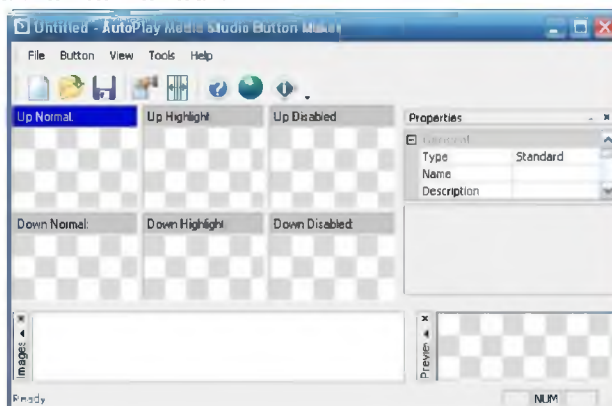 Untitled - AutoPlay Media Studio Button Maker
File Button View Tools Help
Up Normal: Up Highlight Up Disabled
Properties
General
Type Standard
Name
Description
Down Normal: Down Highlight Down Disabled:
Images
Preview
Ready
NUM